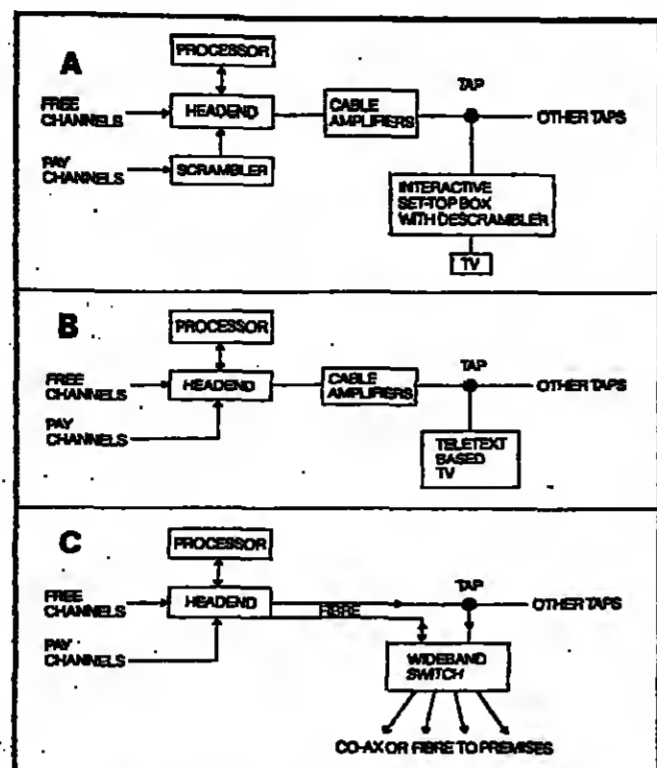 A
PROCESSOR
TAP
FREE
CHANNELS
HEADEND
CABLE
AMPLIFIERS
OTHER TAPS
PAY
CHANNELS
SCRAMBLER
INTERACTIVE
SET-TOP BOX
WITH DESCRAMBLER
TV
B
PROCESSOR
TAP
FREE
CHANNELS
HEADEND
CABLE
AMPLIFIERS
OTHER TAPS
PAY
CHANNELS
TELETEXT
BASED
TV
C
PROCESSOR
TAP
FREE
CHANNELS
HEADEND
FIBRE
OTHER TAPS
PAY
CHANNELS
WIDEBAND
SWITCH
CO-AX OR FIBRE TO PREMISES